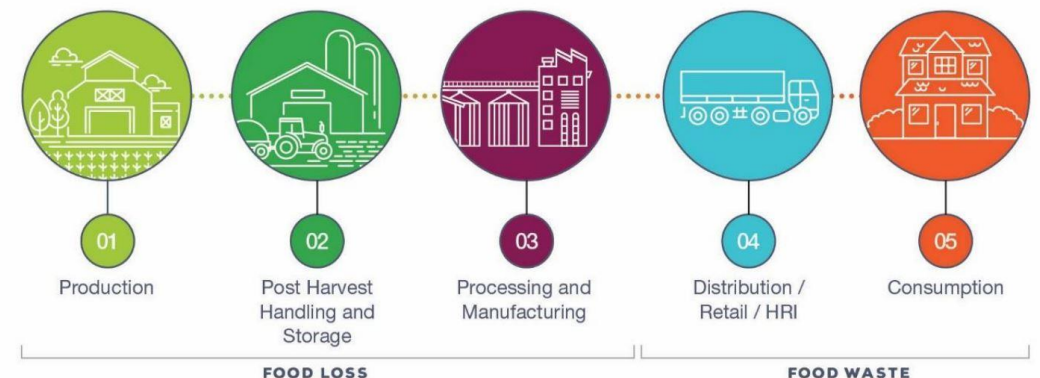 01
Production
02
Post Harvest
Handling and
Storage
03
Processing and
Manufacturing
04
Distribution /
Retail / HRI
05
Consumption
FOOD LOSS
FOOD WASTE